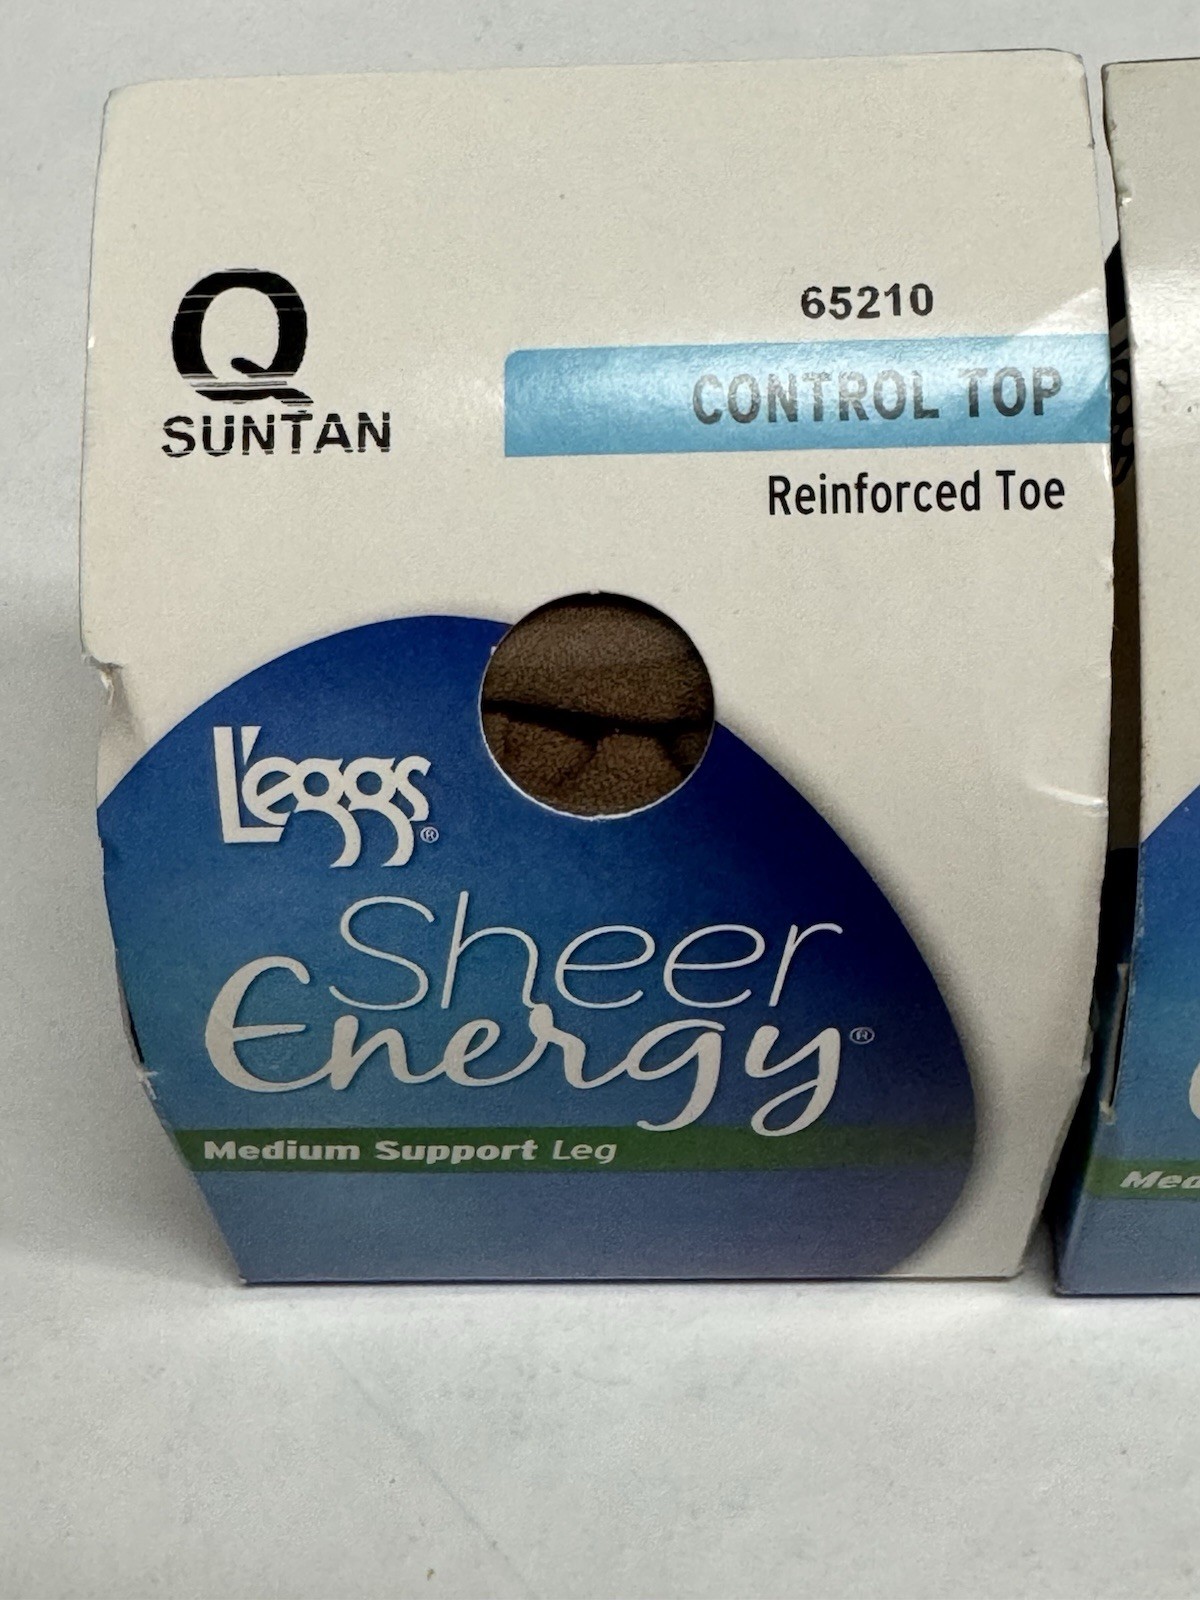 Q
SUNTAN
65210
CONTROL TOP
Reinforced Toe
L'eggs®
Sheer
Energy®
Medium Support Leg